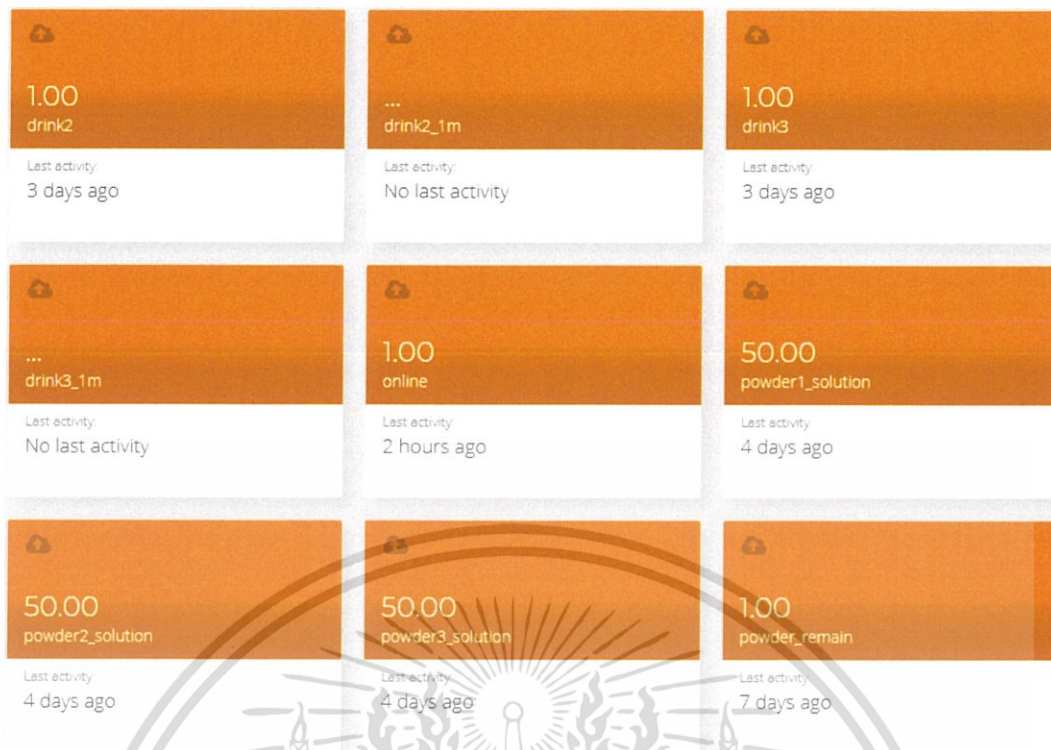 1.00
drink2
Last activity:
3 days ago
...
drink2_1m
Last activity:
No last activity
1.00
drink3
Last activity:
3 days ago
...
drink3_1m
Last activity:
No last activity
1.00
online
Last activity:
2 hours ago
50.00
powder1_solution
Last activity:
4 days ago
50.00
powder2_solution
Last activity:
4 days ago
50.00
powder3_solution
Last activity:
4 days ago
1.00
powder_remain
Last activity:
7 days ago